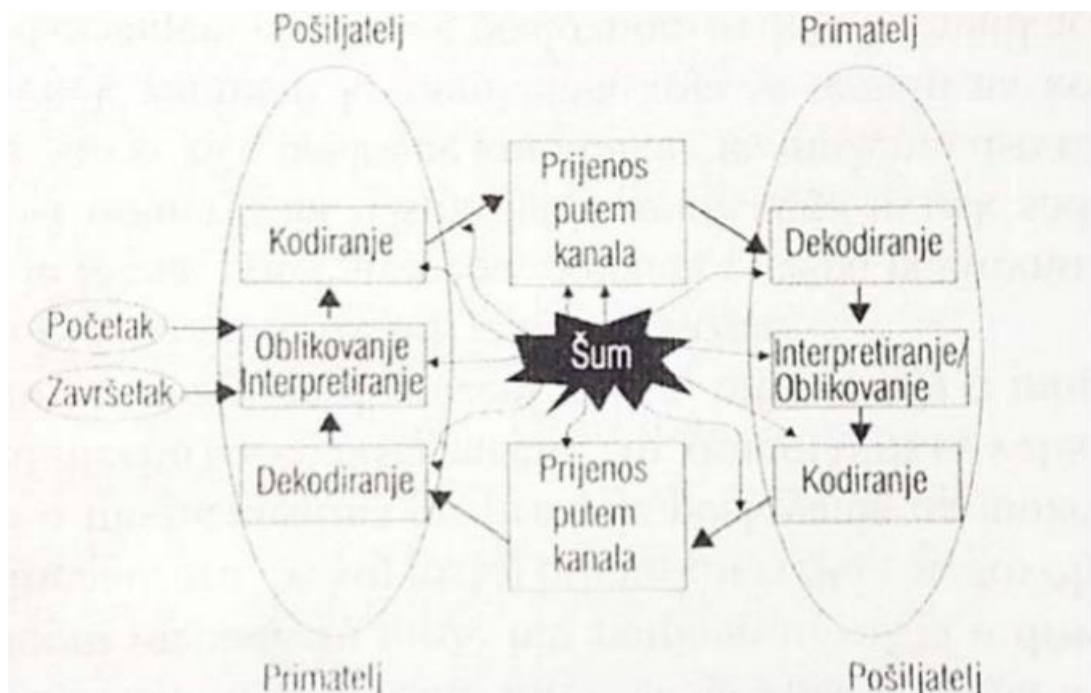 Pošiljatelj
Primatelj
Prijenos
putem
kanala
Kodiranje
Dekodiranje
Početak
Završetak
Oblikovanje
Interpretiranje
Šum
Interpretiranje/
Oblikovanje
Dekodiranje
Prijenos
putem
kanala
Kodiranje
Primatelj
Pošiljatelj